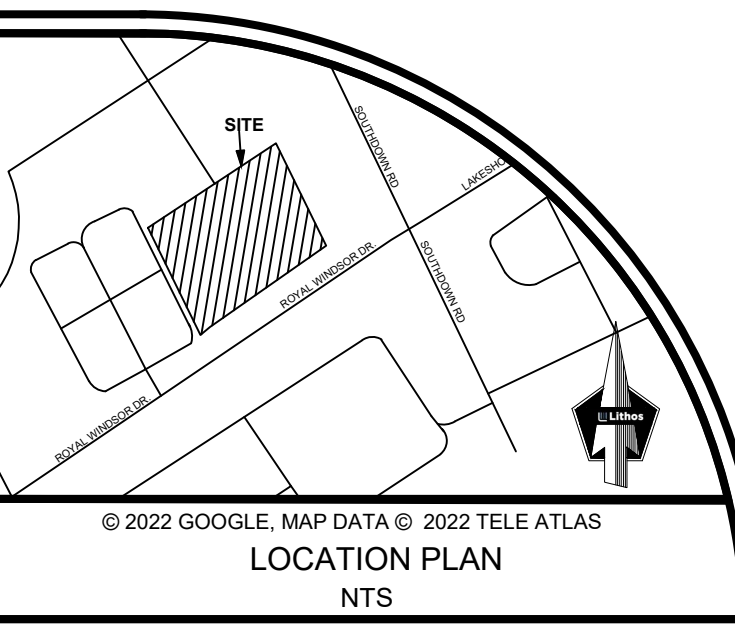 SITE
SOUTHDOWN RD
LAKESHO
ROYAL WINDSOR DR.
SOUTHDOWN RD
ROYAL WINDSOR DR.
Lithos
© 2022 GOOGLE, MAP DATA © 2022 TELE ATLAS
LOCATION PLAN
NTS